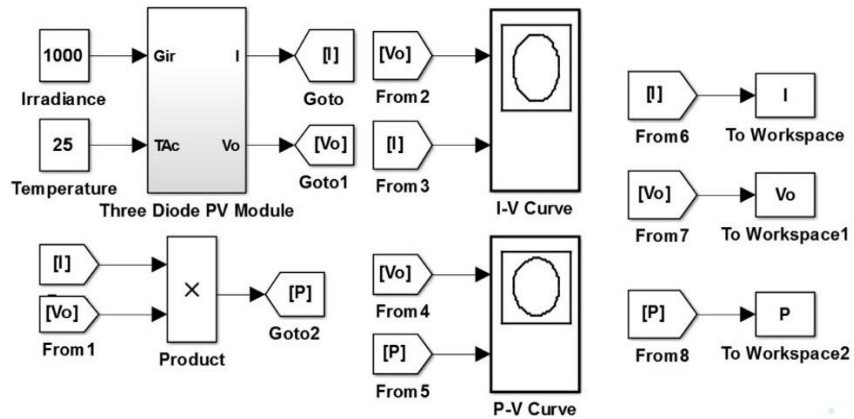 1000
Irradiance
25
Temperature
Gir
TAc
I
Vo
Three Diode PV Module
[I]
Goto
[Vo]
Goto1
[Vo]
From2
[I]
From3
I-V Curve
[I]
From6
I
To Workspace
[Vo]
From7
Vo
To Workspace1
[I]
[Vo]
From1
×
Product
[P]
Goto2
[Vo]
From4
[P]
From5
P-V Curve
[P]
From8
P
To Workspace2